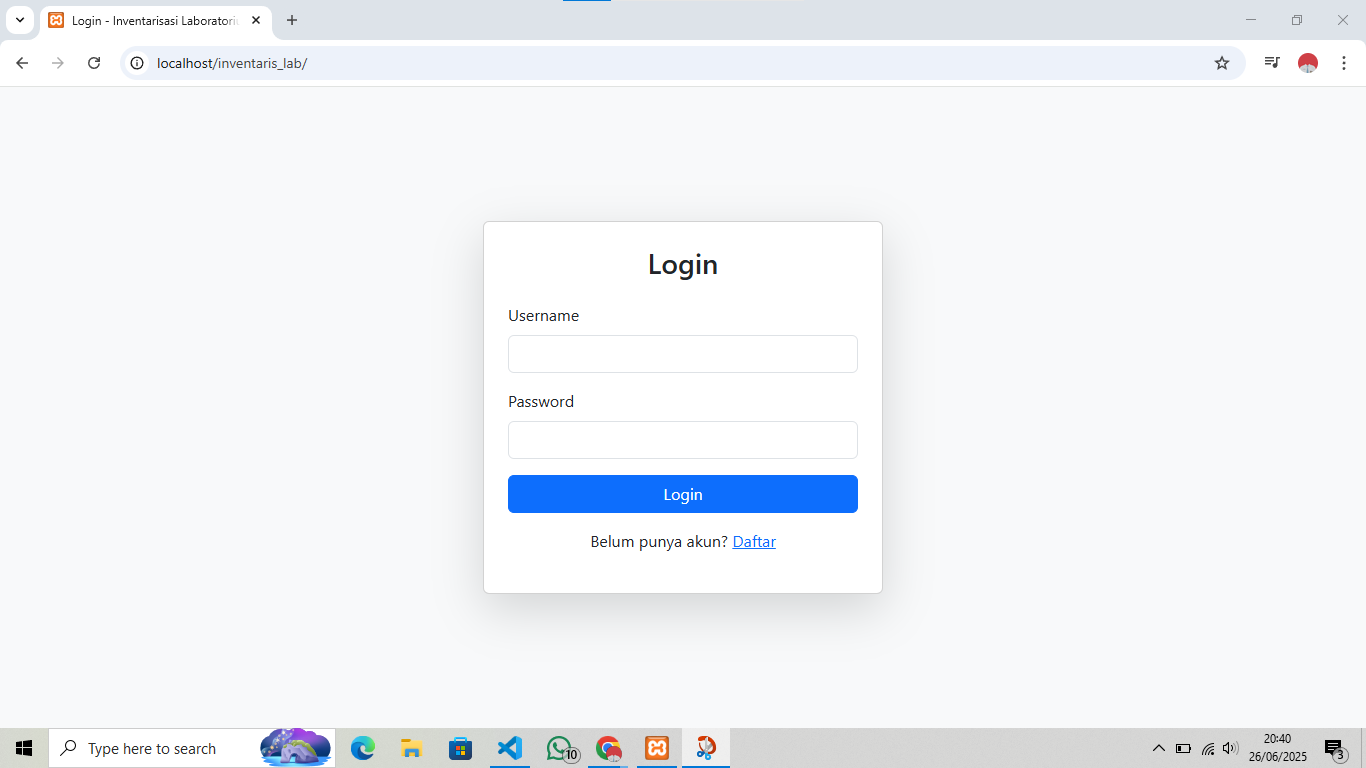 Login - Inventarisasi Laboratoriu
localhost/inventaris_lab/
Login
Username
Password
Login
Belum punya akun? Daftar
Type here to search
10
20:40
26/06/2025
3